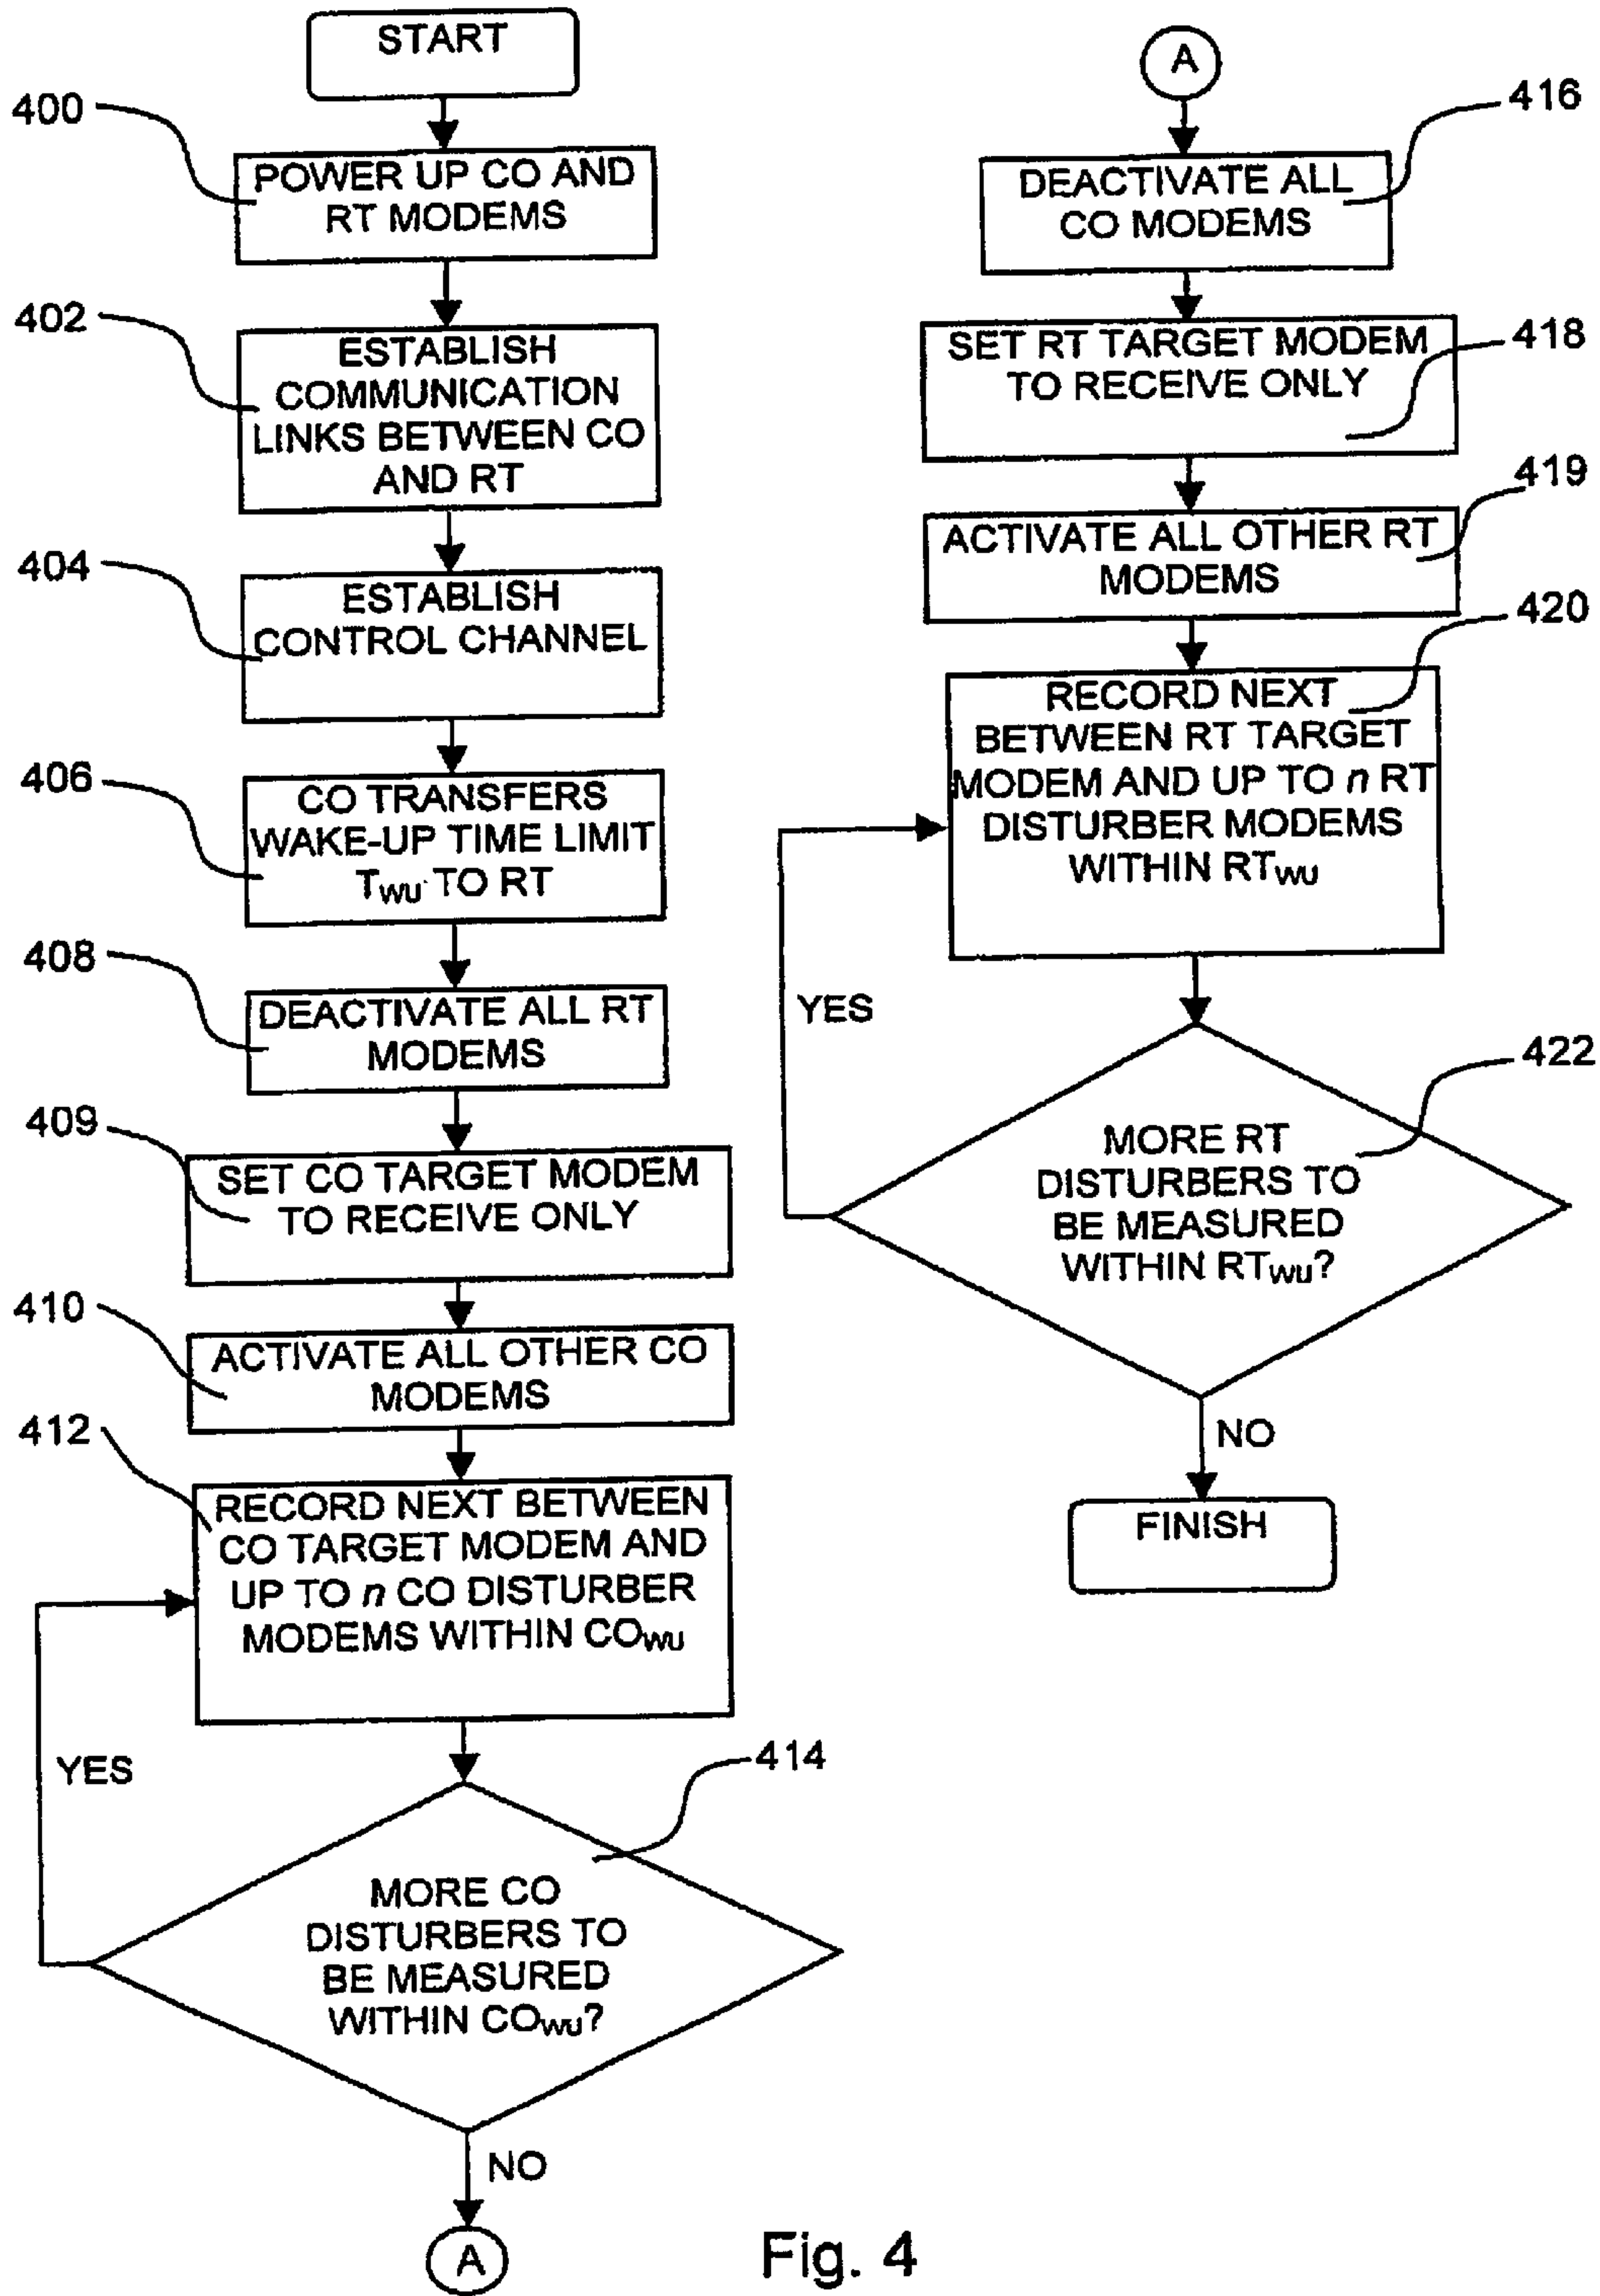 START
400
POWER UP CO AND
RT MODEMS
402
ESTABLISH
COMMUNICATION
LINKS BETWEEN CO
AND RT
404
ESTABLISH
CONTROL CHANNEL
406
CO TRANSFERS
WAKE-UP TIME LIMIT
TWU TO RT
408
DEACTIVATE ALL RT
MODEMS
409
SET CO TARGET MODEM
TO RECEIVE ONLY
410
ACTIVATE ALL OTHER CO
MODEMS
412
RECORD NEXT BETWEEN
CO TARGET MODEM AND
UP TO n CO DISTURBER
MODEMS WITHIN COWU
YES
414
MORE CO
DISTURBERS TO
BE MEASURED
WITHIN COWU?
NO
A
A
416
DEACTIVATE ALL
CO MODEMS
418
SET RT TARGET MODEM
TO RECEIVE ONLY
419
ACTIVATE ALL OTHER RT
MODEMS
420
RECORD NEXT
BETWEEN RT TARGET
MODEM AND UP TO n RT
DISTURBER MODEMS
WITHIN RTWU
YES
422
MORE RT
DISTURBERS TO
BE MEASURED
WITHIN RTWU?
NO
FINISH
Fig. 4